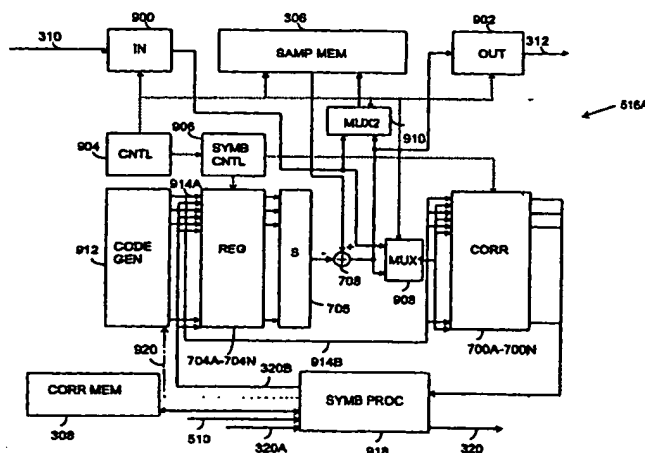 900
306
902
310
IN
SAMP MEM
OUT
312
516A
906
MUX2
910
904
CNTL
SYMB
CNTL
914A
912
CODE
GEN
REG
S
-
+
708
MUX
908
CORR
705
920
704A-704N
914B
700A-700N
320B
CORR MEM
SYMB PROC
308
510
320A
918
320